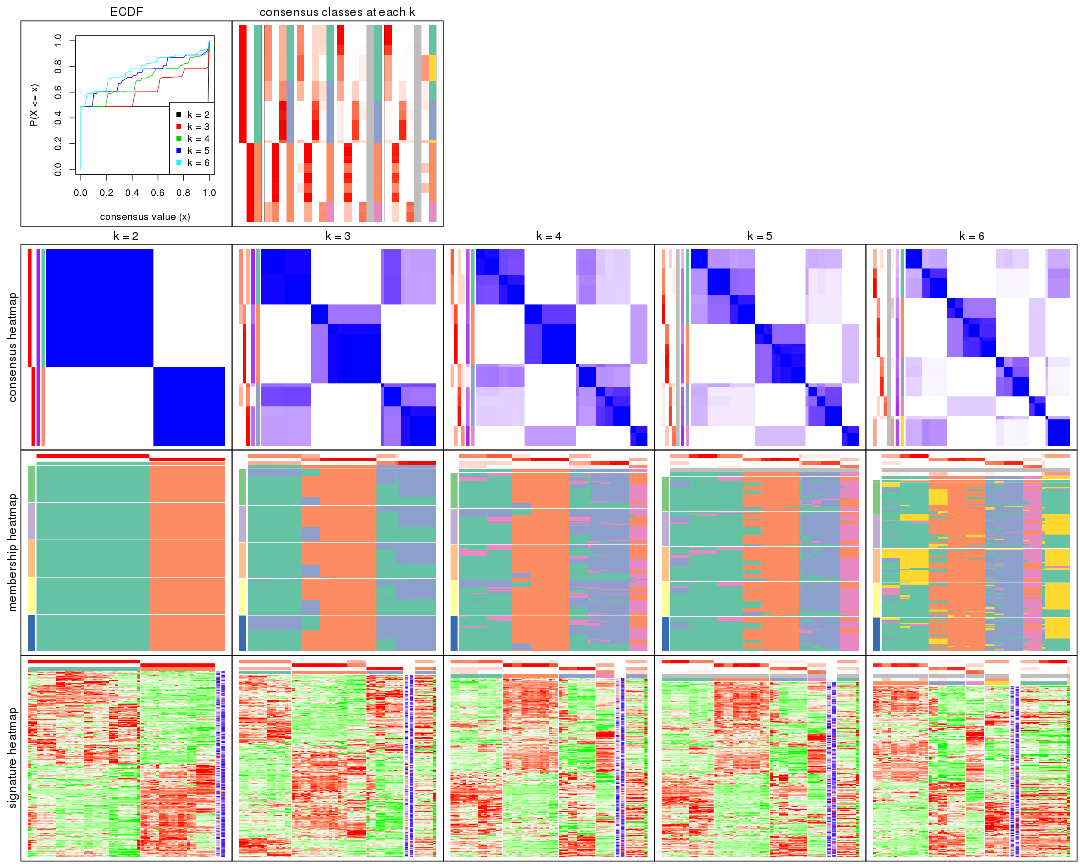 ECDF
consensus classes at each k
P(X <= x)
0.0 0.2 0.4 0.6 0.8 1.0
k = 2
k = 3
k = 4
k = 5
k = 6
0.0 0.2 0.4 0.6 0.8 1.0
consensus value (x)
k = 2
k = 3
k = 4
k = 5
k = 6
consensus heatmap
membership heatmap
signature heatmap